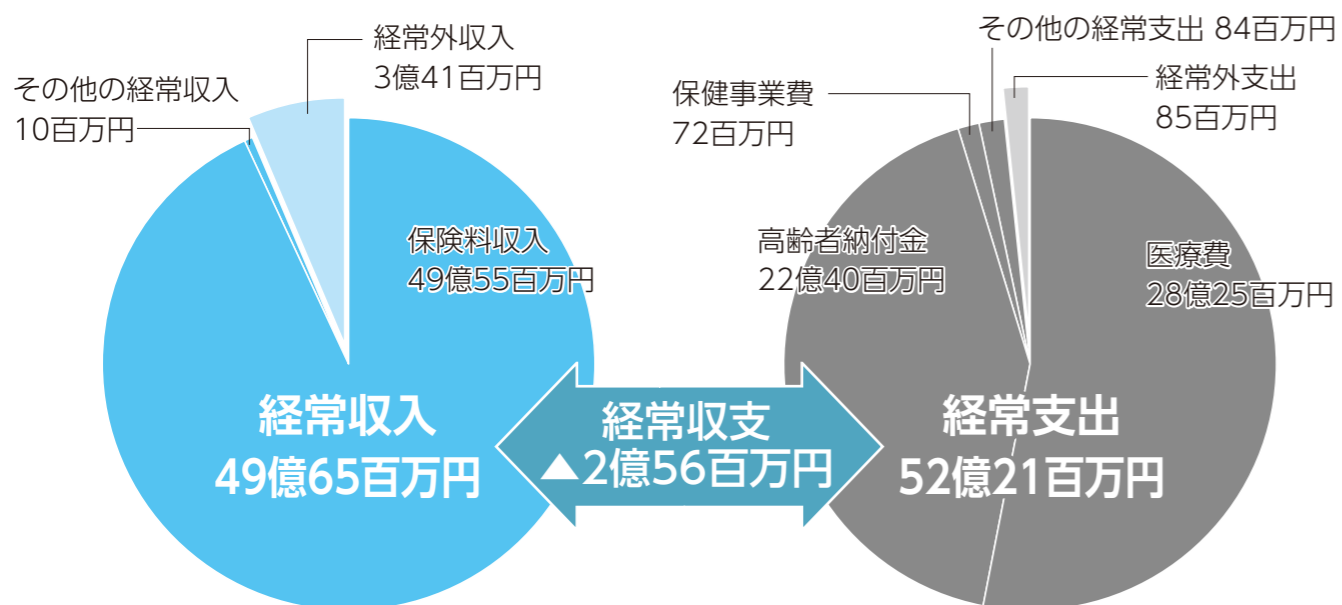 経常外収入
3億41百万円
その他の経常収入
10百万円
保険料収入
49億55百万円
経常収入
49億65百万円
経常収支
▲2億56百万円
その他の経常支出 84百万円
経常外支出
85百万円
保健事業費
72百万円
高齢者納付金
22億40百万円
医療費
28億25百万円
経常支出
52億21百万円